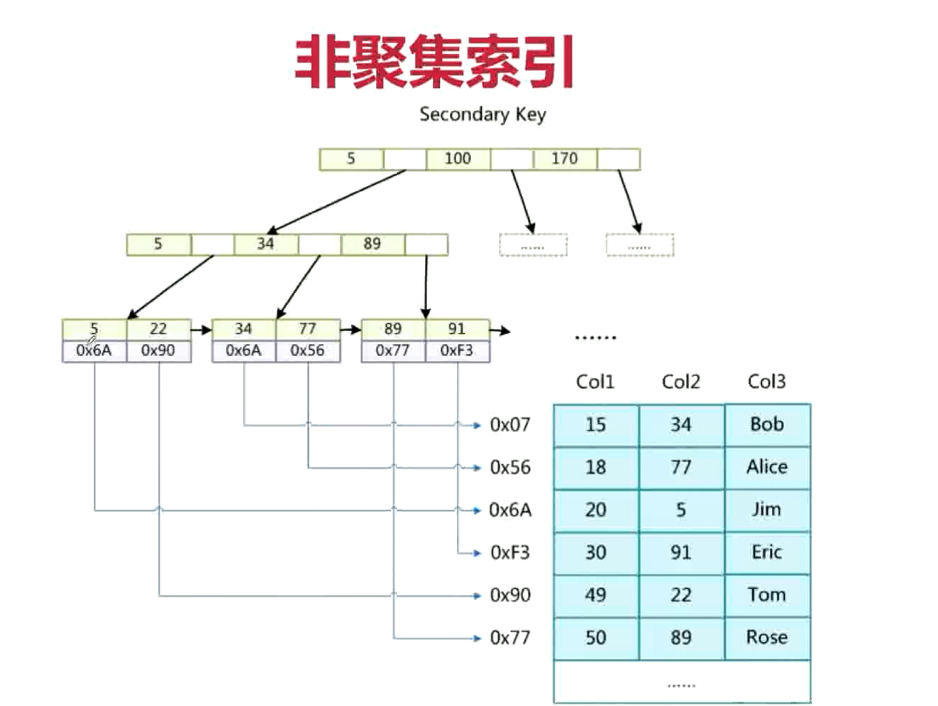 非聚集索引
Secondary Key
5 100 170
5 34 89 ...... ......
5 22 34 77 89 91
0x6A 0x90 0x6A 0x56 0x77 0xF3
......
Col1 Col2 Col3
0x07 15 34 Bob
0x56 18 77 Alice
0x6A 20 5 Jim
0xF3 30 91 Eric
0x90 49 22 Tom
0x77 50 89 Rose
......